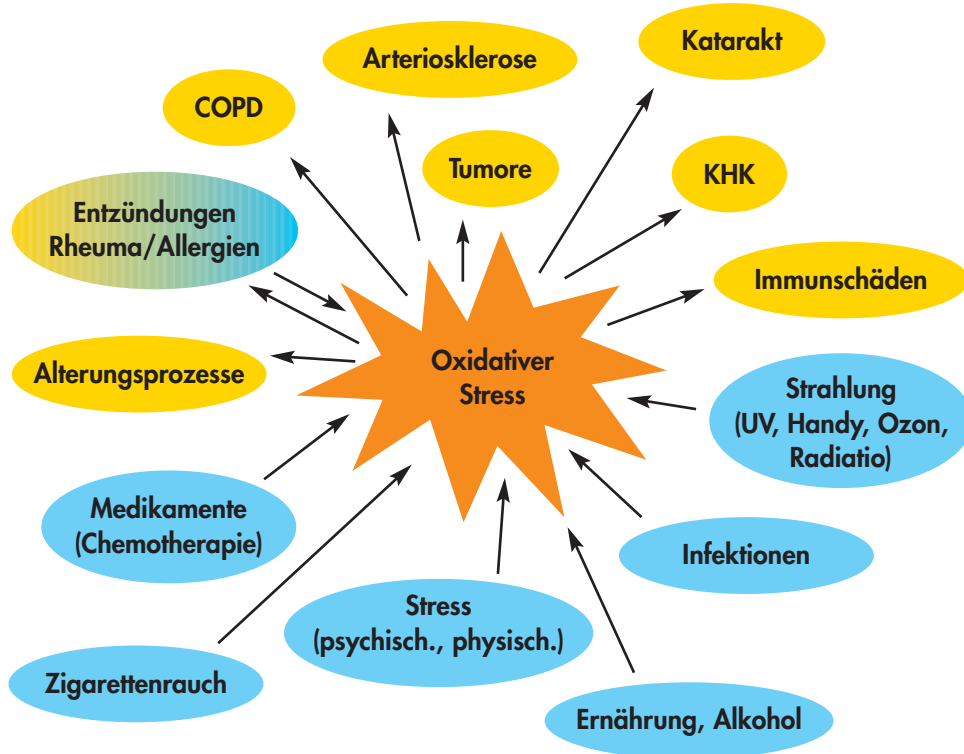 Katarakt
Arteriosklerose
COPD
Tumore
KHK
Entzündungen
Rheuma/Allergien
Immunschäden
Oxidativer
Stress
Alterungsprozesse
Strahlung
(UV, Handy, Ozon,
Radiatio)
Medikamente
(Chemotherapie)
Infektionen
Stress
(psychisch., physisch.)
Zigarettenrauch
Ernährung, Alkohol